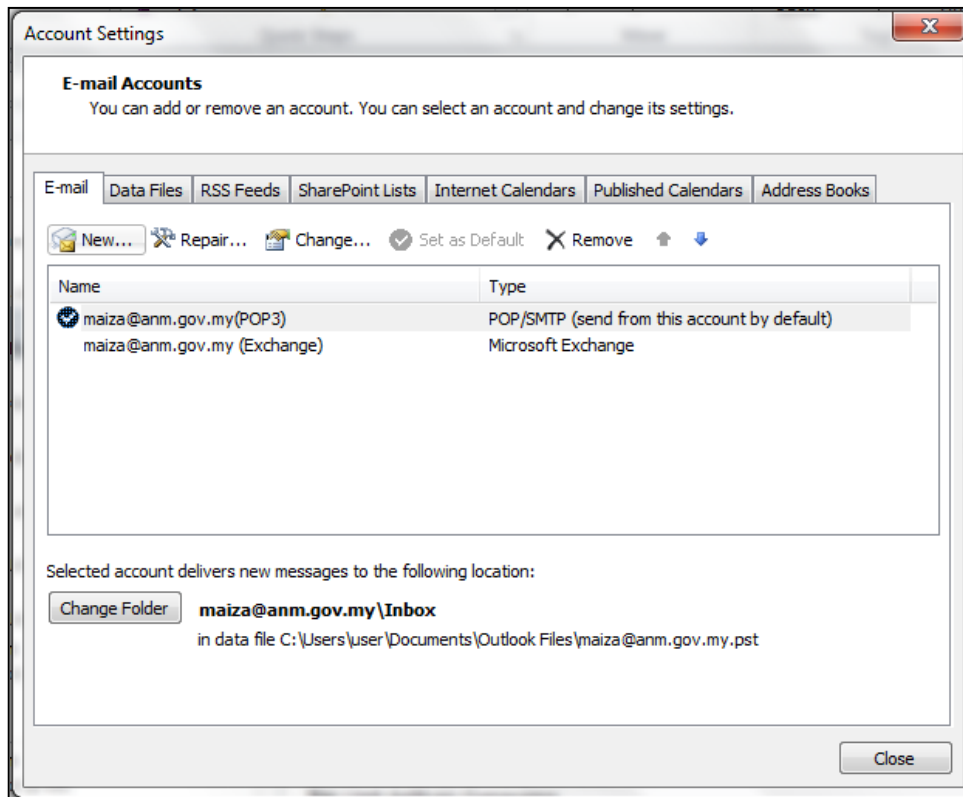 Account Settings
E-mail Accounts
You can add or remove an account. You can select an account and change its settings.
E-mail Data Files RSS Feeds SharePoint Lists Internet Calendars Published Calendars Address Books
New... Repair... Change... Set as Default Remove
Name Type
maiza@anm.gov.my(POP3) POP/SMTP (send from this account by default)
maiza@anm.gov.my (Exchange) Microsoft Exchange
Selected account delivers new messages to the following location:
Change Folder maiza@anm.gov.my\Inbox
in data file C:\Users\user\Documents\Outlook Files\maiza@anm.gov.my.pst
Close